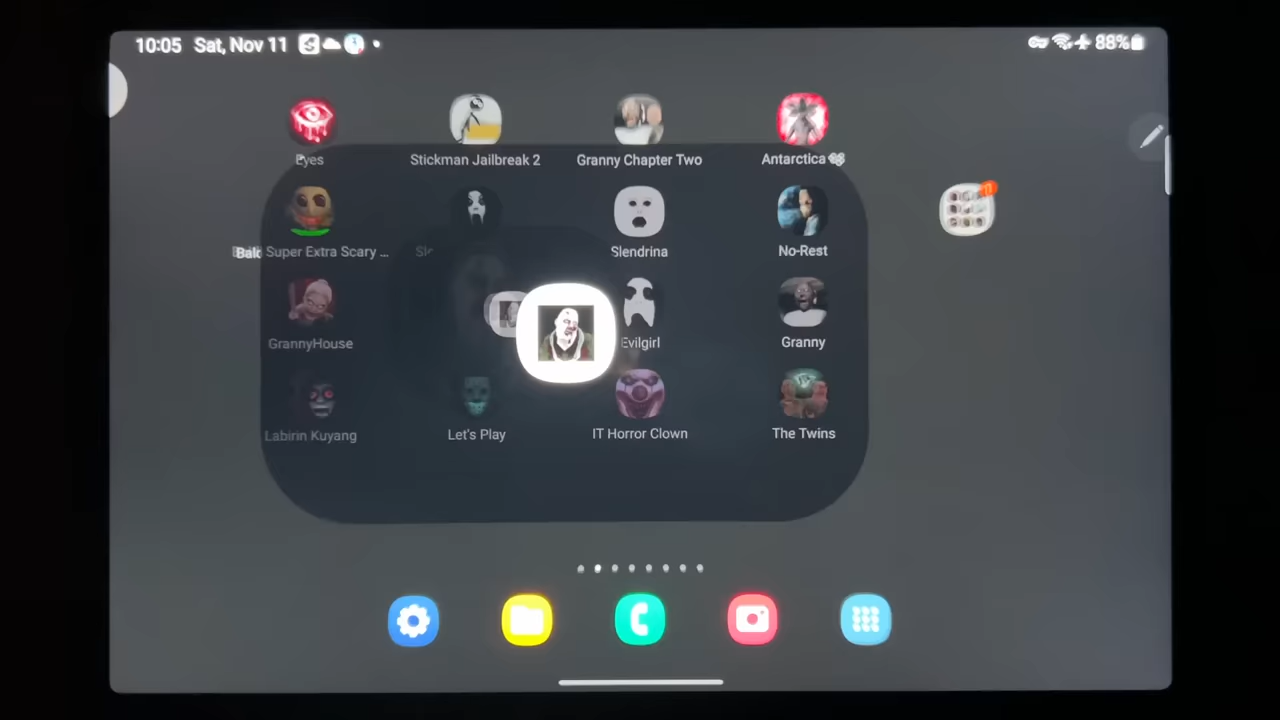 10:05 Sat, Nov 11 88%
Eyes
Stickman Jailbreak 2
Granny Chapter Two
Antarctica
Super Extra Scary ...
Slendrina
No-Rest
GrannyHouse
Evilgirl
Granny
Labirin Kuyang
Let's Play
IT Horror Clown
The Twins